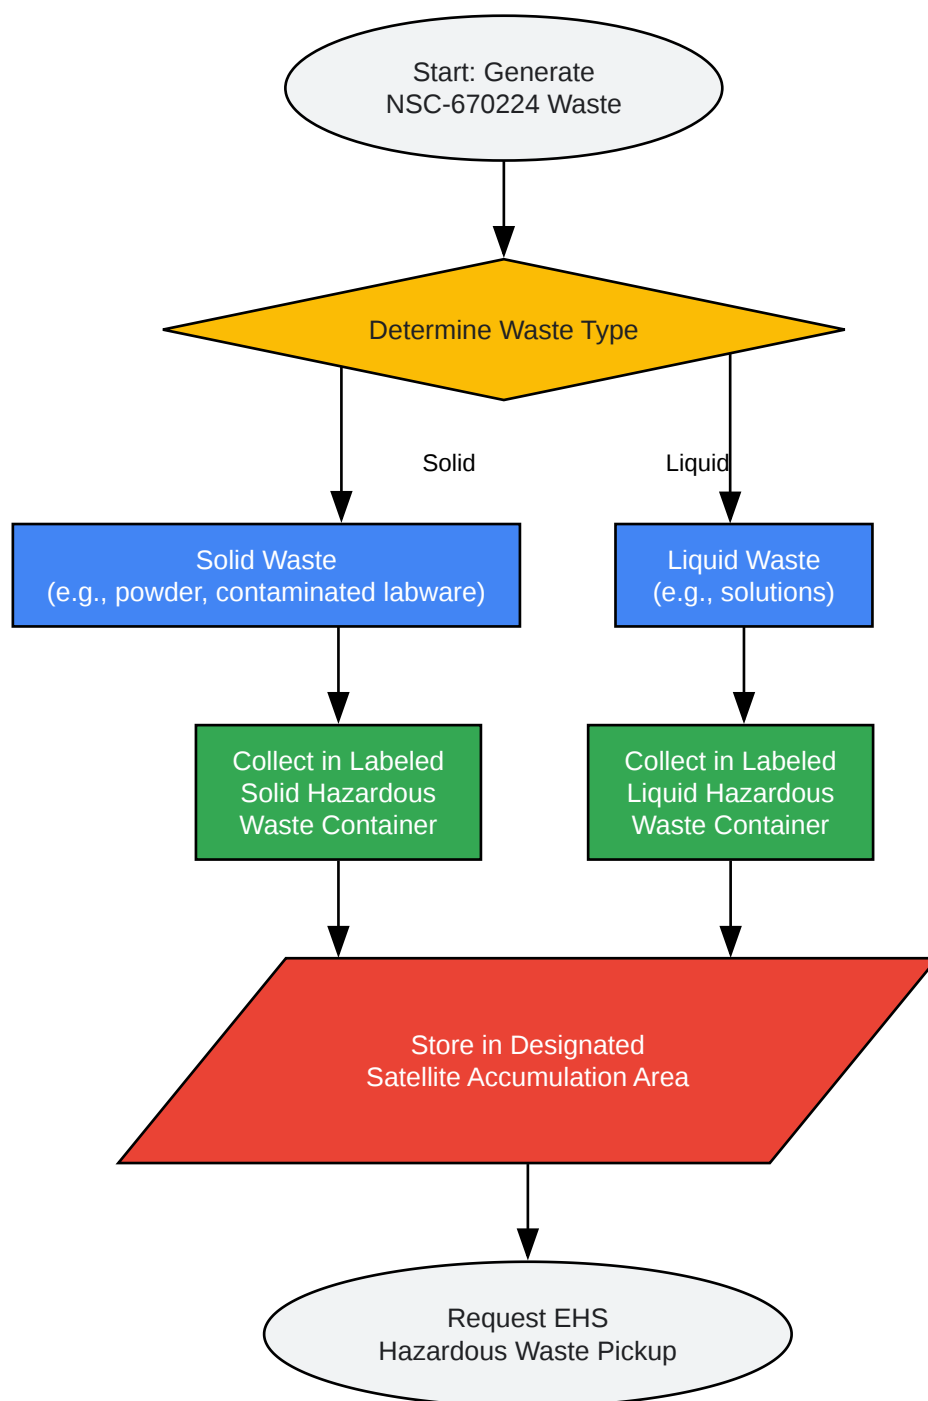 Start: Generate
NSC-670224 Waste
Determine Waste Type
Solid
Liquid
Solid Waste
(e.g., powder, contaminated labware)
Liquid Waste
(e.g., solutions)
Collect in Labeled
Solid Hazardous
Waste Container
Collect in Labeled
Liquid Hazardous
Waste Container
Store in Designated
Satellite Accumulation Area
Request EHS
Hazardous Waste Pickup